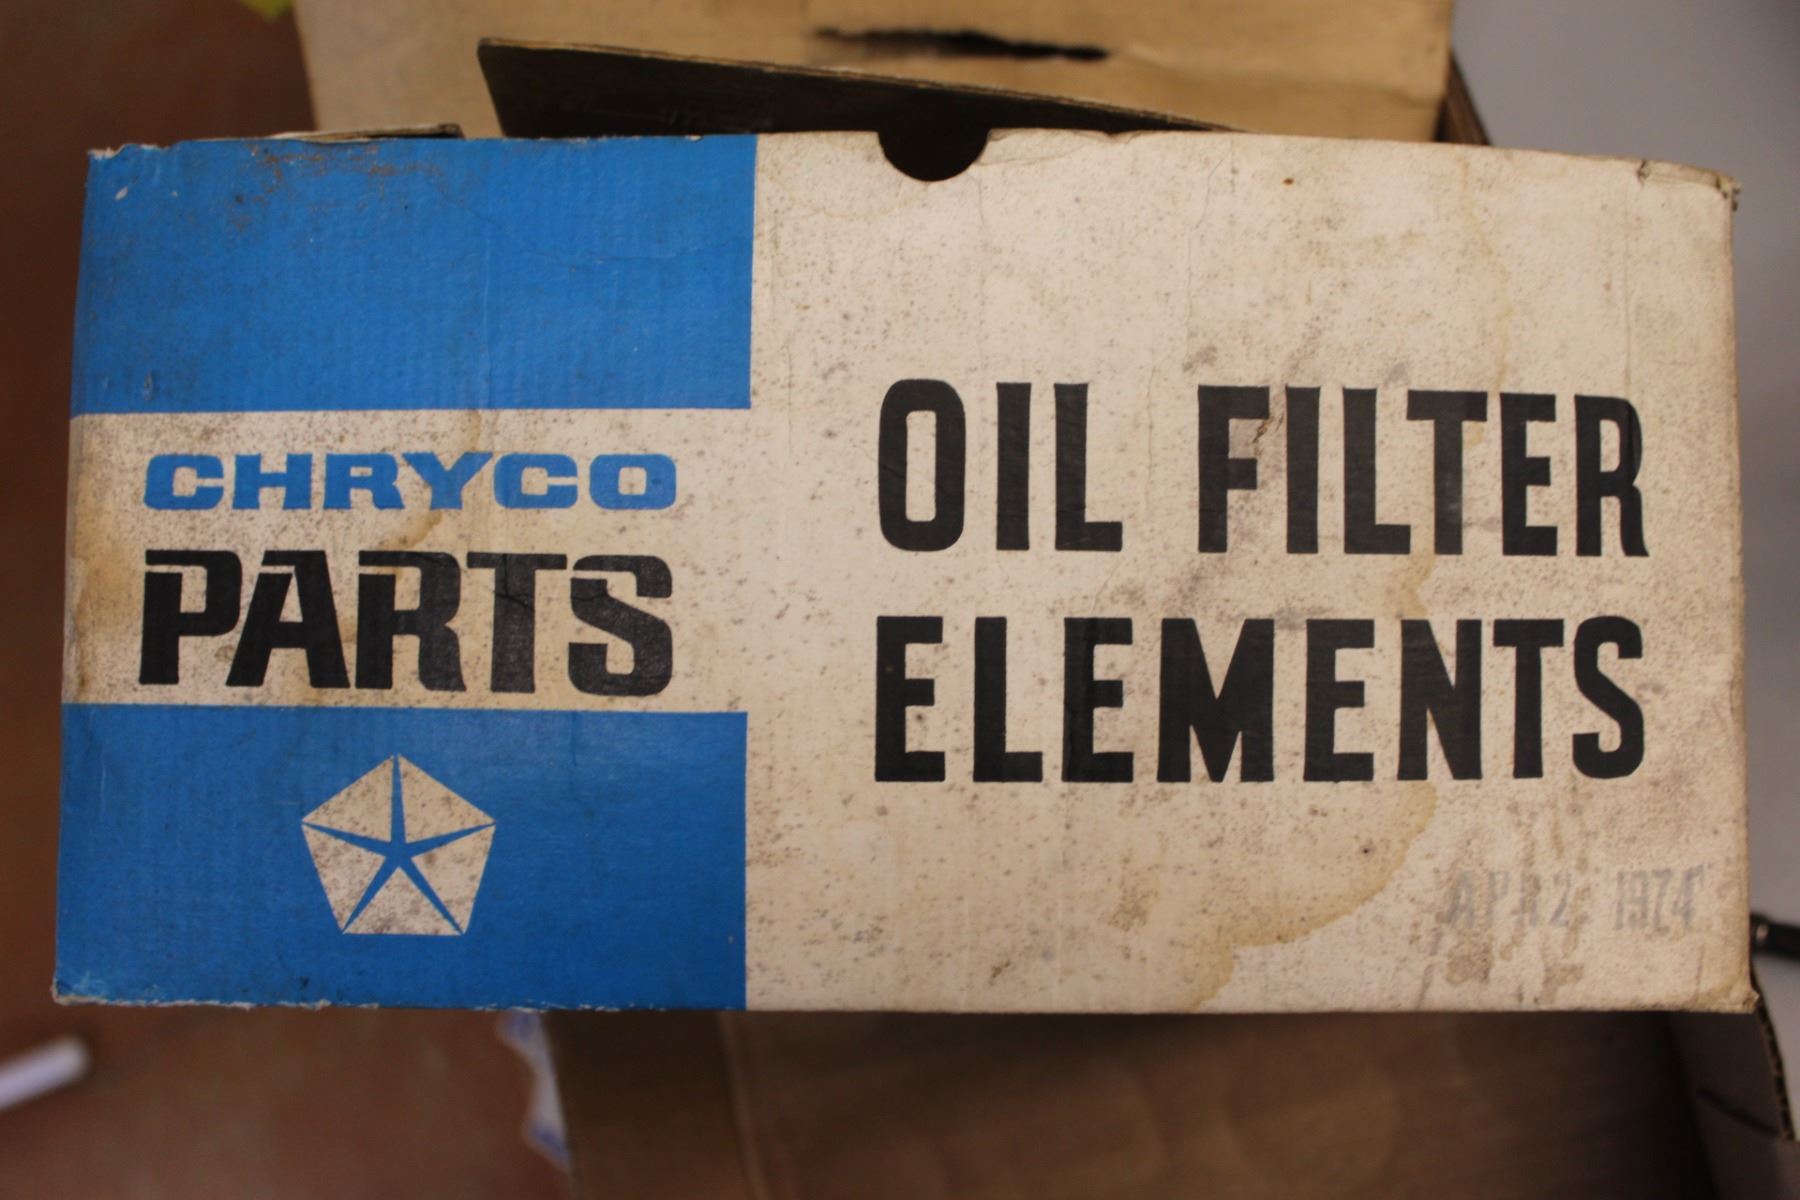 CHRYCO
PARTS
OIL FILTER
ELEMENTS
APR 2 1974